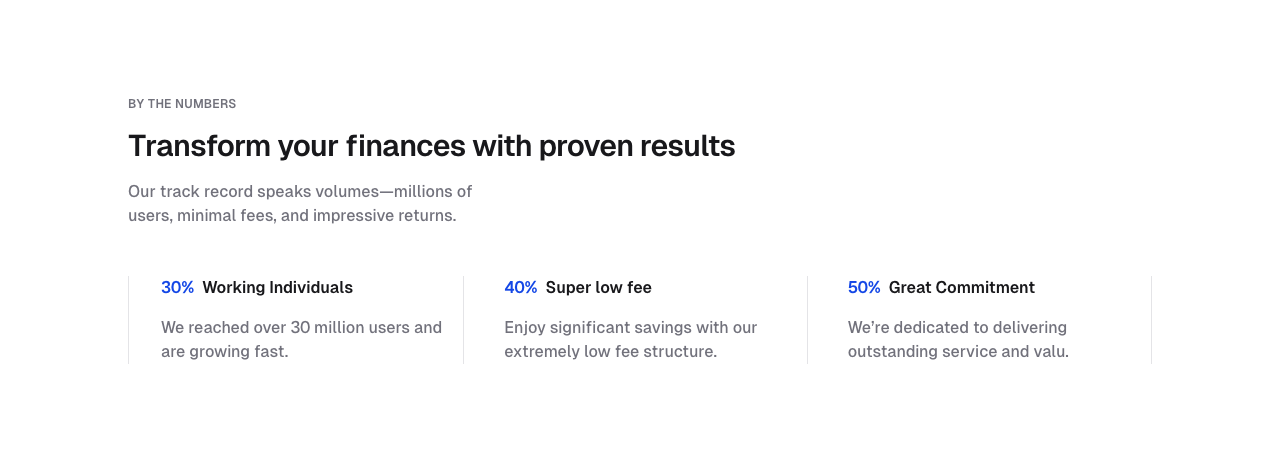 BY THE NUMBERS
Transform your finances with proven results
Our track record speaks volumes—millions of
users, minimal fees, and impressive returns.
30% Working Individuals
We reached over 30 million users and
are growing fast.
40% Super low fee
Enjoy significant savings with our
extremely low fee structure.
50% Great Commitment
We’re dedicated to delivering
outstanding service and valu.